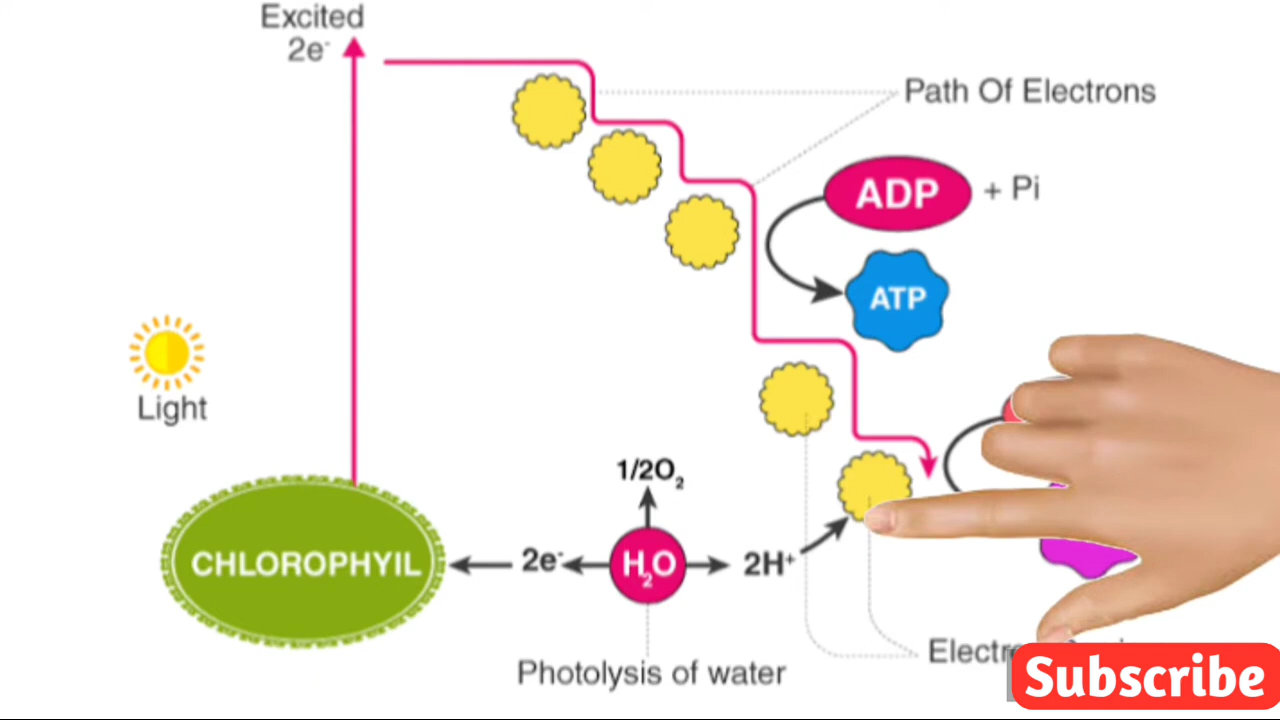 Excited
2e-
Path Of Electrons
ADP + Pi
ATP
Light
1/2O₂
CHLOROPHYIL
2e-
H₂O
2H+
Photolysis of water
Subscribe